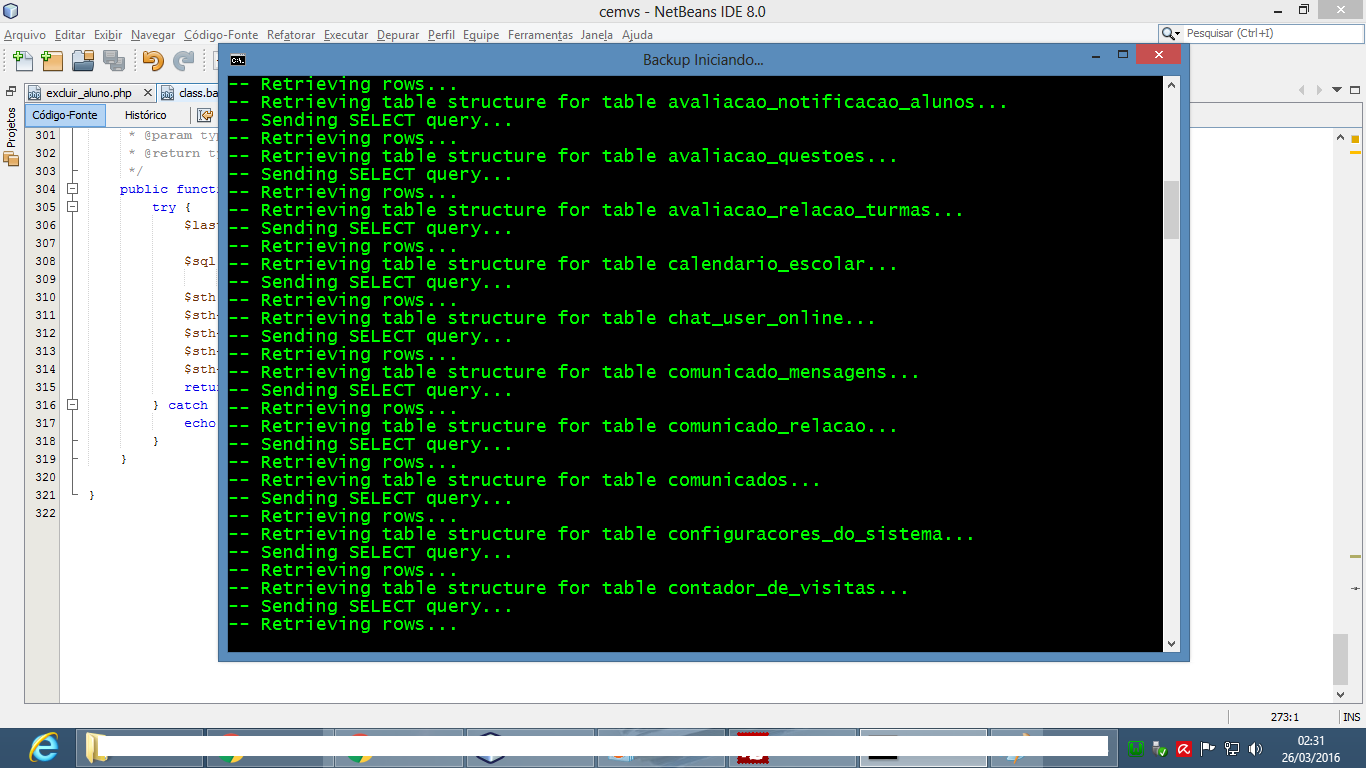 cemvs - NetBeans IDE 8.0
Arquivo Editar Exibir Navegar Código-Fonte Refatorar Executar Depurar Perfil Equipe Ferramentas Janela Ajuda
Pesquisar (Ctrl+I)
Backup Iniciando...
excluir_aluno.php
class.ba
Código-Fonte Histórico
Projetos
301 * @param typ
302 * @return t
303 */
304 public functi
305 try {
306 $last
307
308 $sql
309
310 $sth
311 $sth-
312 $sth-
313 $sth-
314 $sth-
315 retur
316 } catch
317 echo
318 }
319 }
320
321 }
322
-- Retrieving rows...
-- Retrieving table structure for table avaliacao_notificacao_alunos...
-- Sending SELECT query...
-- Retrieving rows...
-- Retrieving table structure for table avaliacao_questoes...
-- Sending SELECT query...
-- Retrieving rows...
-- Retrieving table structure for table avaliacao_relacao_turmas...
-- Sending SELECT query...
-- Retrieving rows...
-- Retrieving table structure for table calendario_escolar...
-- Sending SELECT query...
-- Retrieving rows...
-- Retrieving table structure for table chat_user_online...
-- Sending SELECT query...
-- Retrieving rows...
-- Retrieving table structure for table comunicado_mensagens...
-- Sending SELECT query...
-- Retrieving rows...
-- Retrieving table structure for table comunicado_relacao...
-- Sending SELECT query...
-- Retrieving rows...
-- Retrieving table structure for table comunicados...
-- Sending SELECT query...
-- Retrieving rows...
-- Retrieving table structure for table configuracores_do_sistema...
-- Sending SELECT query...
-- Retrieving rows...
-- Retrieving table structure for table contador_de_visitas...
-- Sending SELECT query...
-- Retrieving rows...
273:1 INS
02:31
26/03/2016